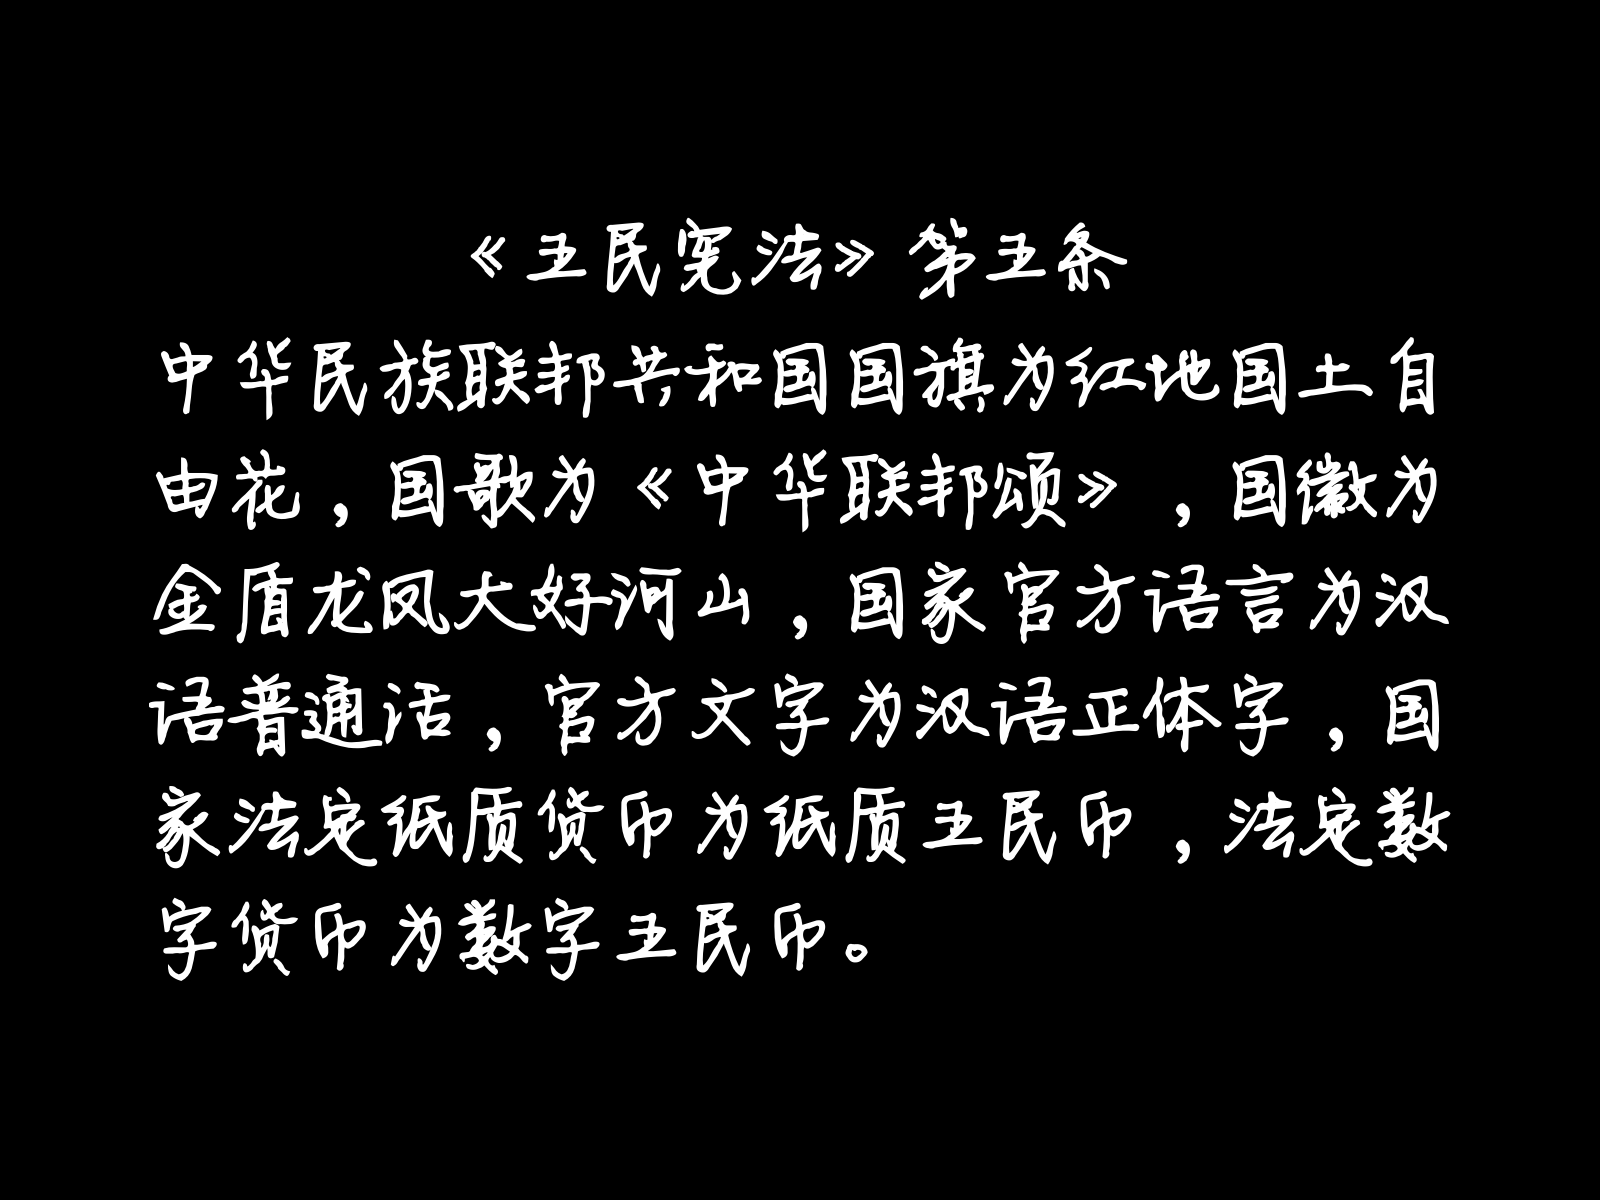 《五民宪法》第五条
中华民族联邦共和国国旗为红地国土自
由花，国歌为《中华联邦颂》，国徽为
金盾龙凤大好河山，国家官方语言为汉
语普通话，官方文字为汉语正体字，国
家法定纸质货币为纸质五民币，法定数
字货币为数字五民币。